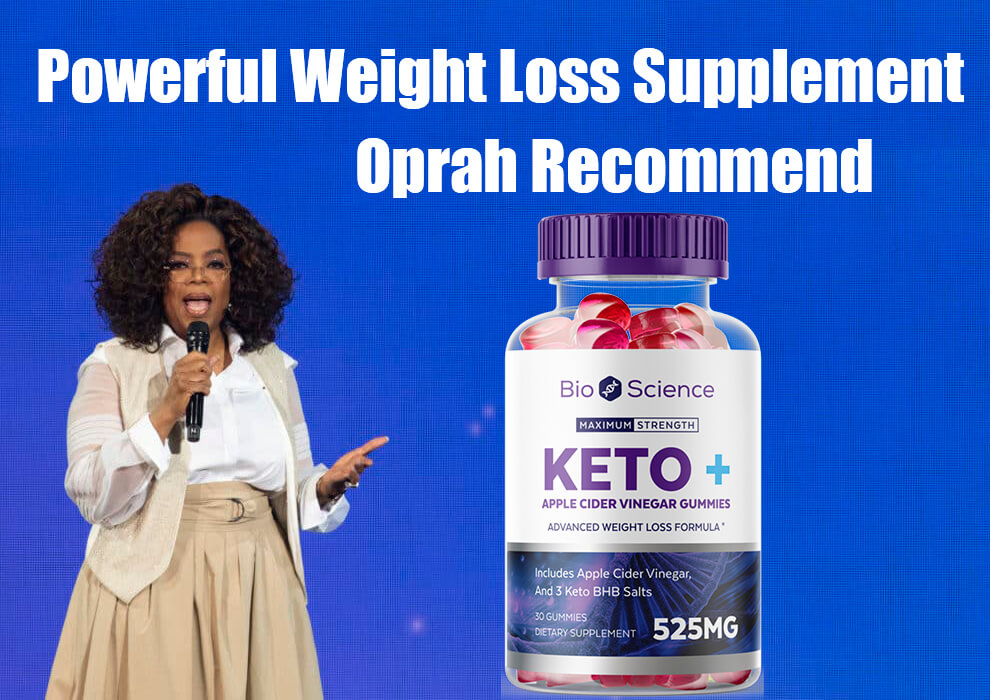 Powerful Weight Loss Supplement
Oprah Recommend
Bio Science
MAXIMUM STRENGTH
KETO +
APPLE CIDER VINEGAR GUMMIES
ADVANCED WEIGHT LOSS FORMULA*
Includes Apple Cider Vinegar,
And 3 Keto BHB Salts
30 GUMMIES
DIETARY SUPPLEMENT 525MG